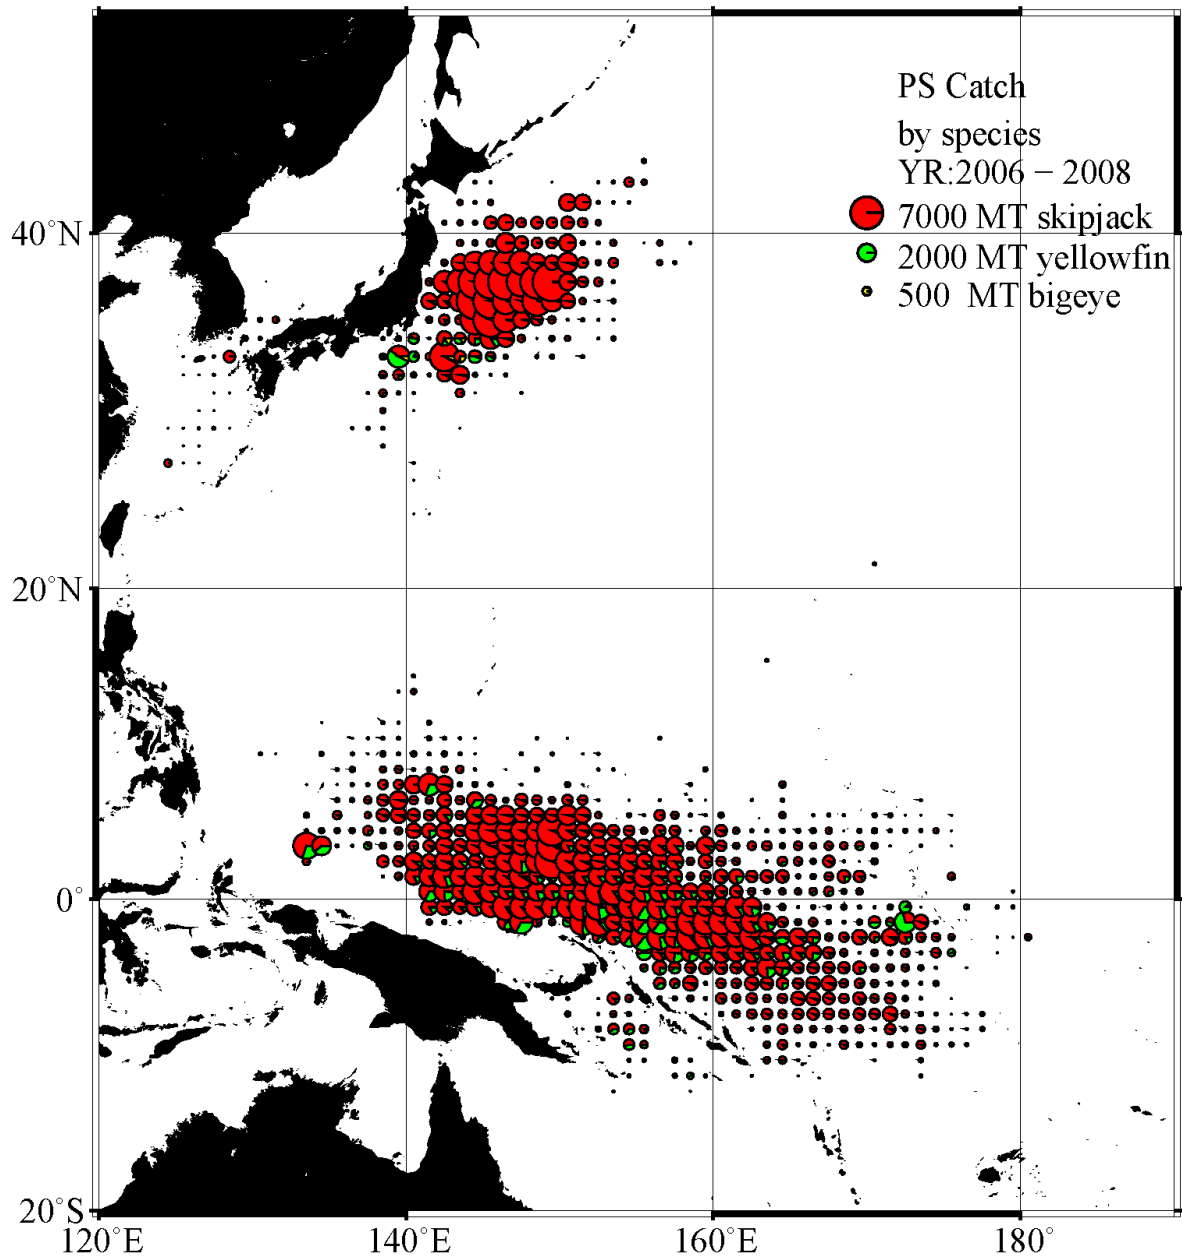 PS Catch
by species
YR:2006 − 2008
7000 MT skipjack
2000 MT yellowfin
500 MT bigeye
40°N
20°N
0°
20°S
120°E 140°E 160°E 180°